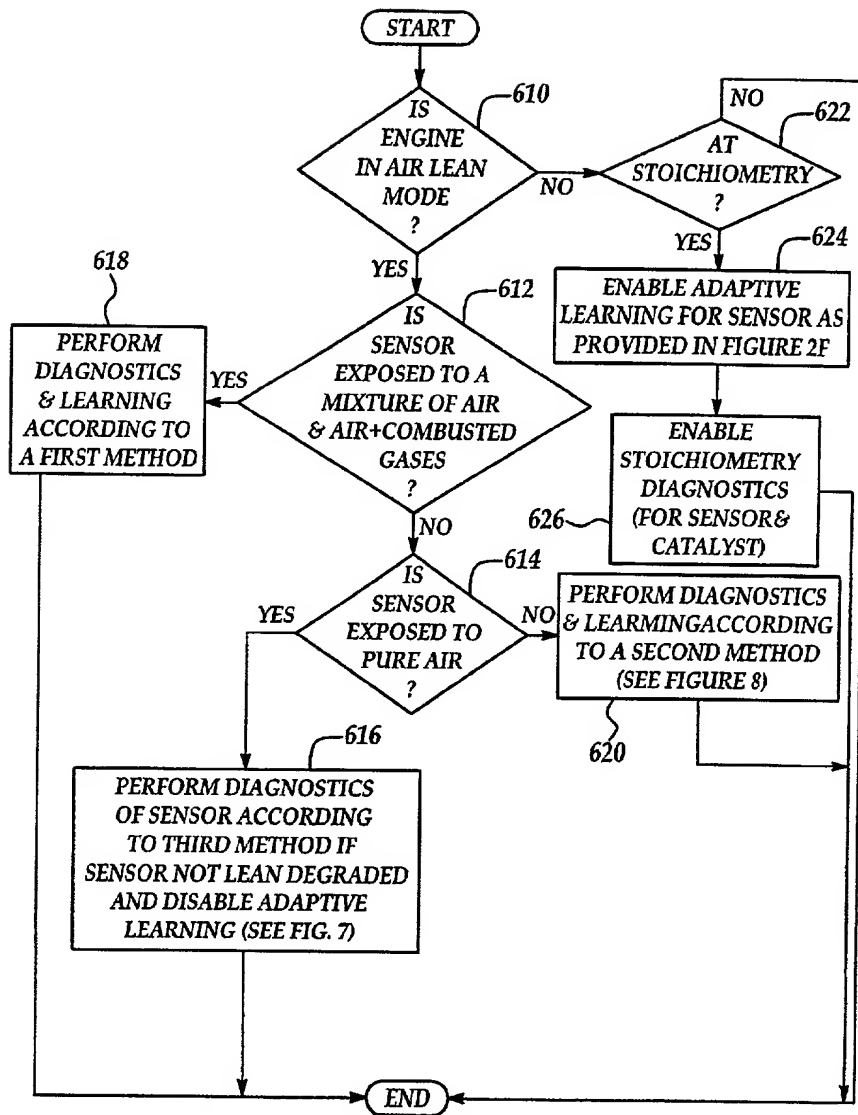 START
610
IS
ENGINE
IN AIR LEAN
MODE
?
NO
YES
NO
622
AT
STOICHIOMETRY
?
YES
624
ENABLE ADAPTIVE
LEARNING FOR SENSOR AS
PROVIDED IN FIGURE 2F
ENABLE
STOICHIOMETRY
DIAGNOSTICS
(FOR SENSOR&
CATALYST)
626
612
IS
SENSOR
EXPOSED TO A
MIXTURE OF AIR
& AIR+COMBUSTED
GASES
?
YES
NO
618
PERFORM
DIAGNOSTICS
& LEARNING
ACCORDING TO
A FIRST METHOD
614
IS
SENSOR
EXPOSED TO
PURE AIR
?
YES
NO
PERFORM DIAGNOSTICS
& LEARMINGACCORDING
TO A SECOND METHOD
(SEE FIGURE 8)
620
616
PERFORM DIAGNOSTICS
OF SENSOR ACCORDING
TO THIRD METHOD IF
SENSOR NOT LEAN DEGRADED
AND DISABLE ADAPTIVE
LEARNING (SEE FIG. 7)
END